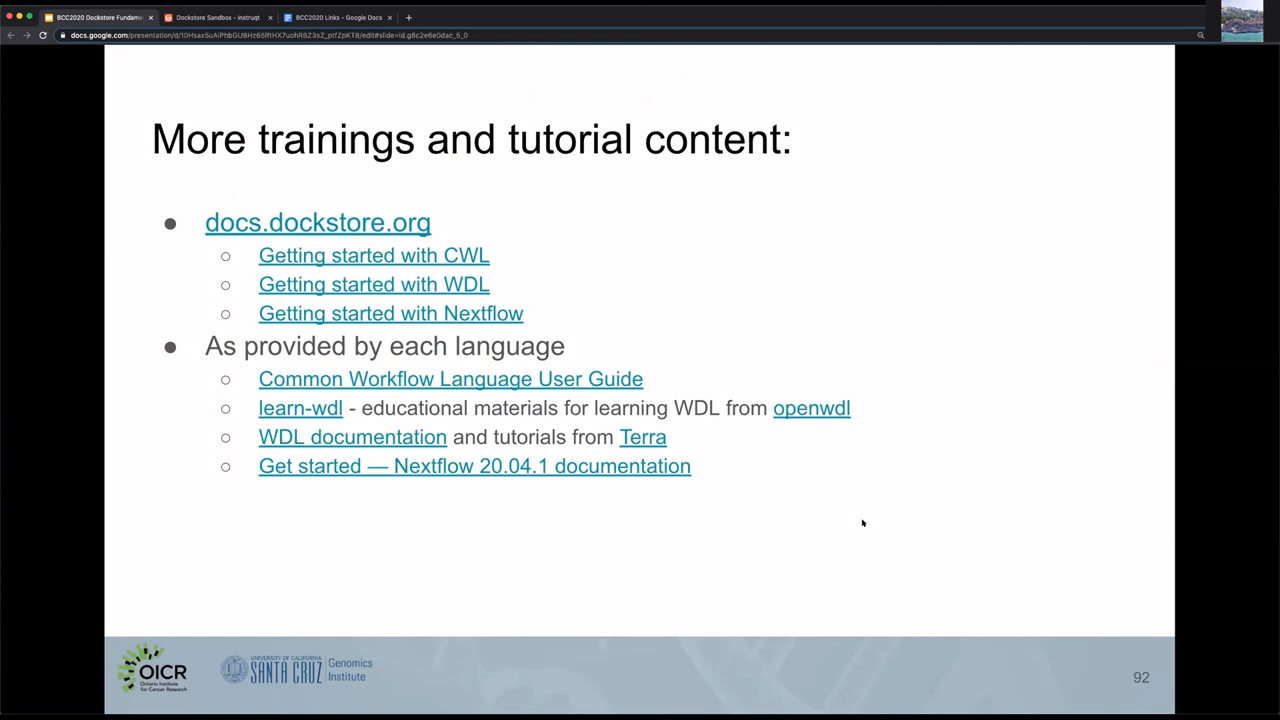 BCC2020 Dockstore Fundam
Dockstore Sandbox - instruqt
BCC2020 Links - Google Docs
More trainings and tutorial content:
docs.dockstore.org
Getting started with CWL
Getting started with WDL
Getting started with Nextflow
As provided by each language
Common Workflow Language User Guide
learn-wdl - educational materials for learning WDL from openwdl
WDL documentation and tutorials from Terra
Get started — Nextflow 20.04.1 documentation
OICR
Ontario Institute
for Cancer Research
UNIVERSITY OF CALIFORNIA
SANTA CRUZ
Genomics
Institute
92